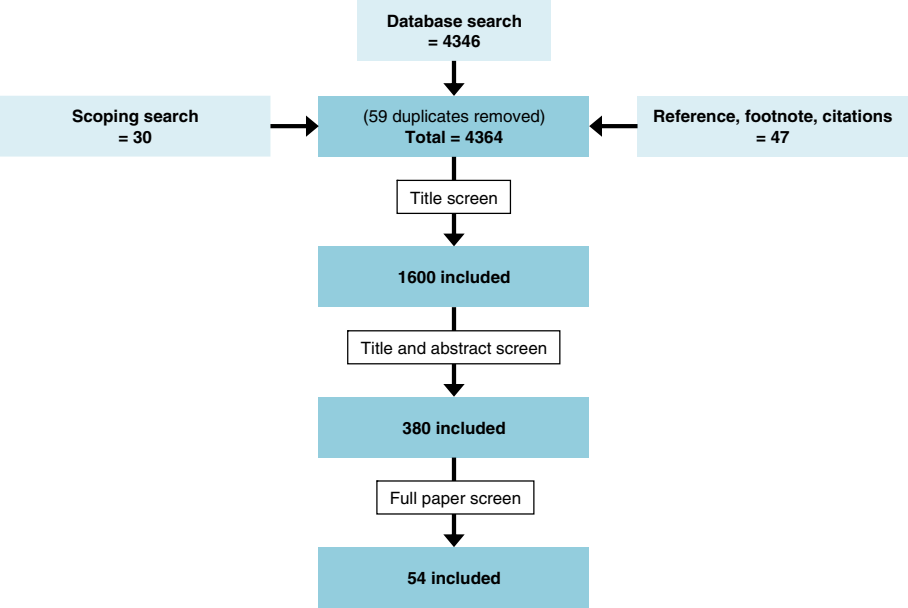 Database search
= 4346
Scoping search
= 30
(59 duplicates removed)
Total = 4364
Reference, footnote, citations
= 47
Title screen
1600 included
Title and abstract screen
380 included
Full paper screen
54 included